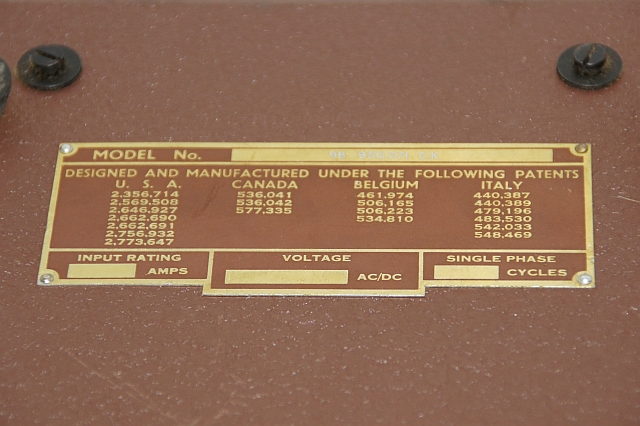 MODEL No.
DESIGNED AND MANUFACTURED UNDER THE FOLLOWING PATENTS
U. S. A. CANADA BELGIUM ITALY
2,356,714 536,041 461,974 440,387
2,569,508 536,042 506,165 440,389
2,646,927 577,335 506,223 479,196
2,662,690 534,810 483,530
2,662,691 542,033
2,756,932 548,469
2,773,647
INPUT RATING VOLTAGE SINGLE PHASE
AMPS AC/DC CYCLES